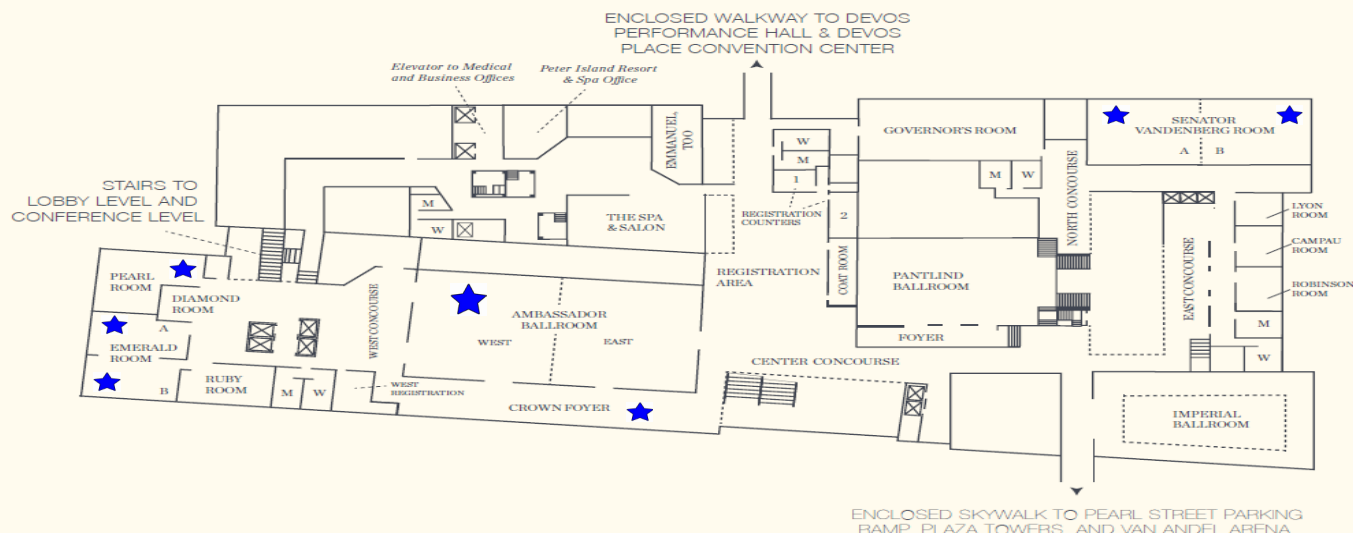 ENCLOSED WALKWAY TO DEVOS
PERFORMANCE HALL & DEVOS
PLACE CONVENTION CENTER
Elevator to Medical
and Business Offices
Peter Island Resort
& Spa Office
EMMANUEL,
TOO
W
M
1
REGISTRATION
COUNTERS
2
GOVERNOR'S ROOM
M
W
NORTH CONCOURSE
SENATOR
VANDENBERG ROOM
A
B
STAIRS TO
LOBBY LEVEL AND
CONFERENCE LEVEL
M
W
THE SPA
& SALON
REGISTRATION
AREA
COAT ROOM
PANTLIND
BALLROOM
FOYER
EAST CONCOURSE
LYON
ROOM
CAMPAU
ROOM
ROBINSON
ROOM
M
W
PEARL
ROOM
DIAMOND
ROOM
A
EMERALD
ROOM
B
RUBY
ROOM
M
W
WEST CONCOURSE
WEST
REGISTRATION
AMBASSADOR
BALLROOM
WEST
EAST
CROWN FOYER
CENTER CONCOURSE
IMPERIAL
BALLROOM
ENCLOSED SKYWALK TO PEARL STREET PARKING
RAMP, PLAZA TOWERS, AND VAN ANDEL ARENA